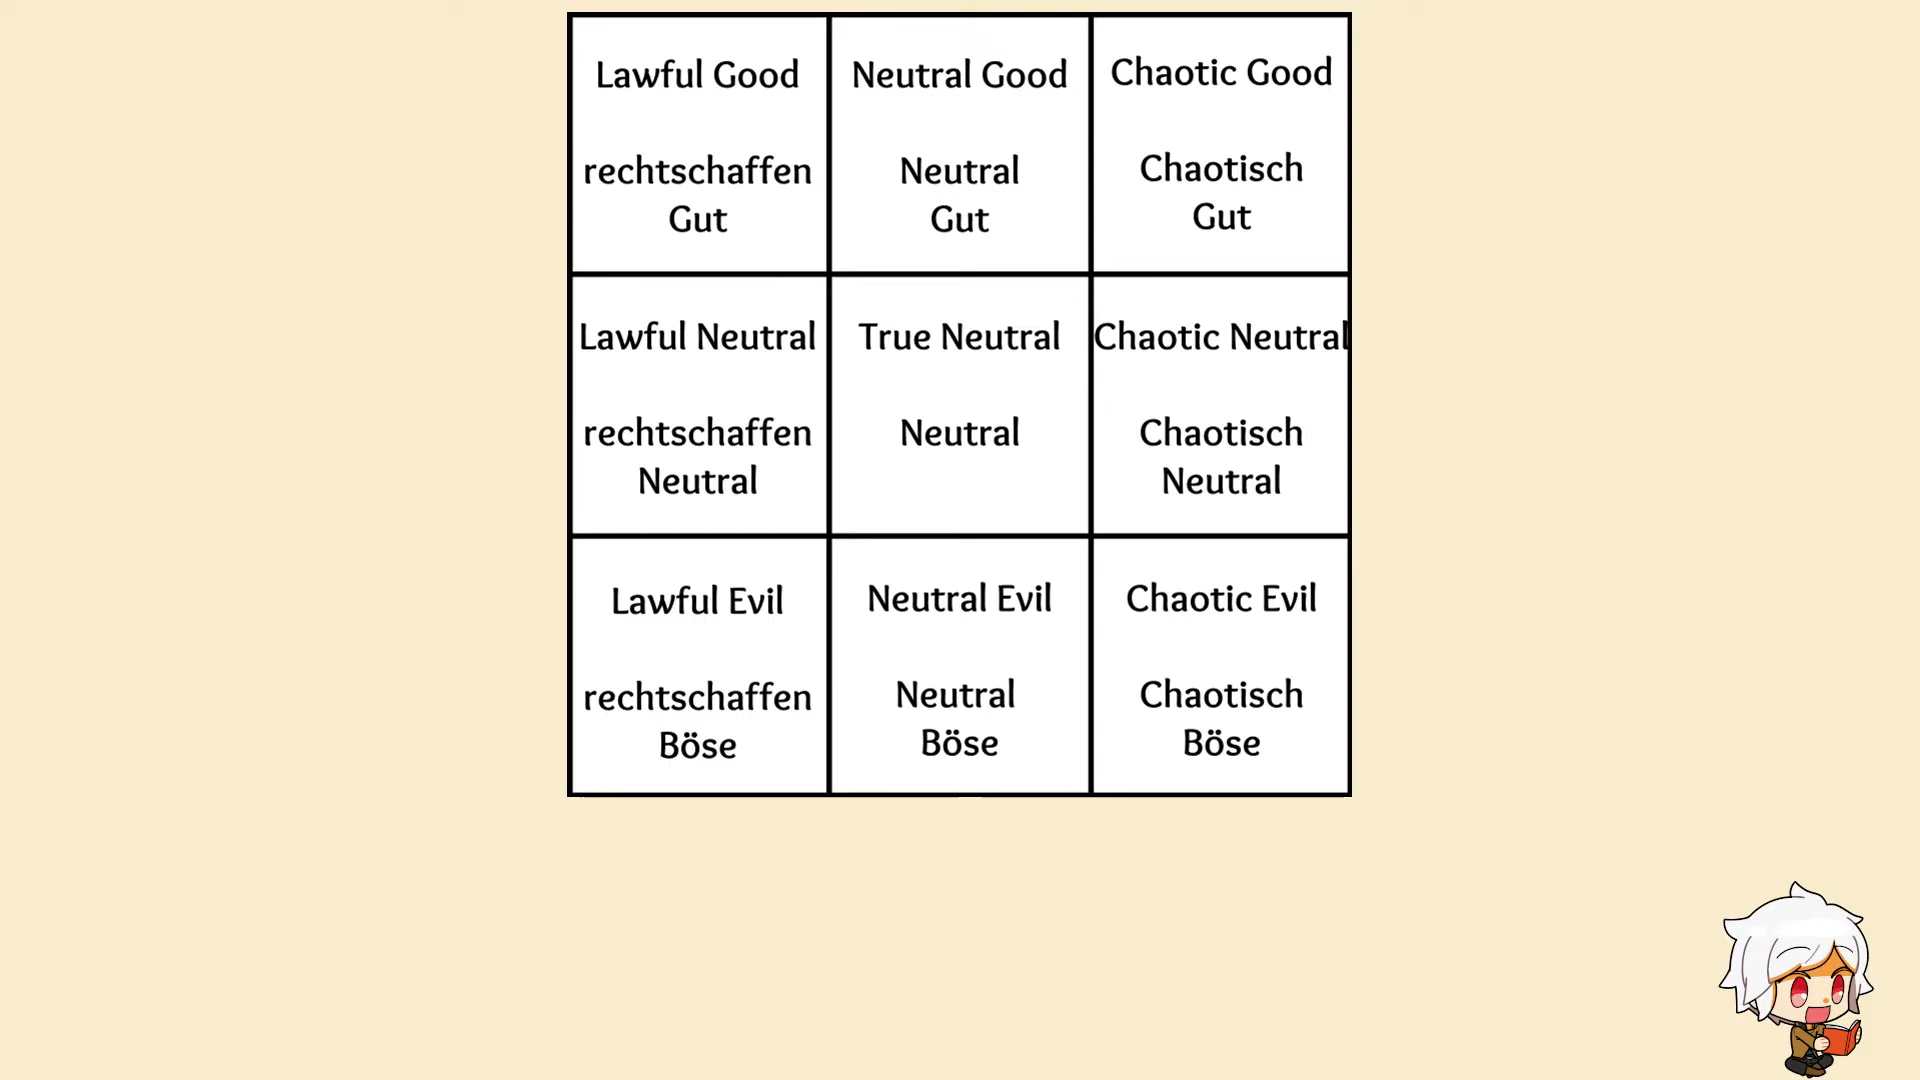 Lawful Good
rechtschaffen
Gut
Neutral Good
Neutral
Gut
Chaotic Good
Chaotisch
Gut
Lawful Neutral
rechtschaffen
Neutral
True Neutral
Neutral
Chaotic Neutral
Chaotisch
Neutral
Lawful Evil
rechtschaffen
Böse
Neutral Evil
Neutral
Böse
Chaotic Evil
Chaotisch
Böse